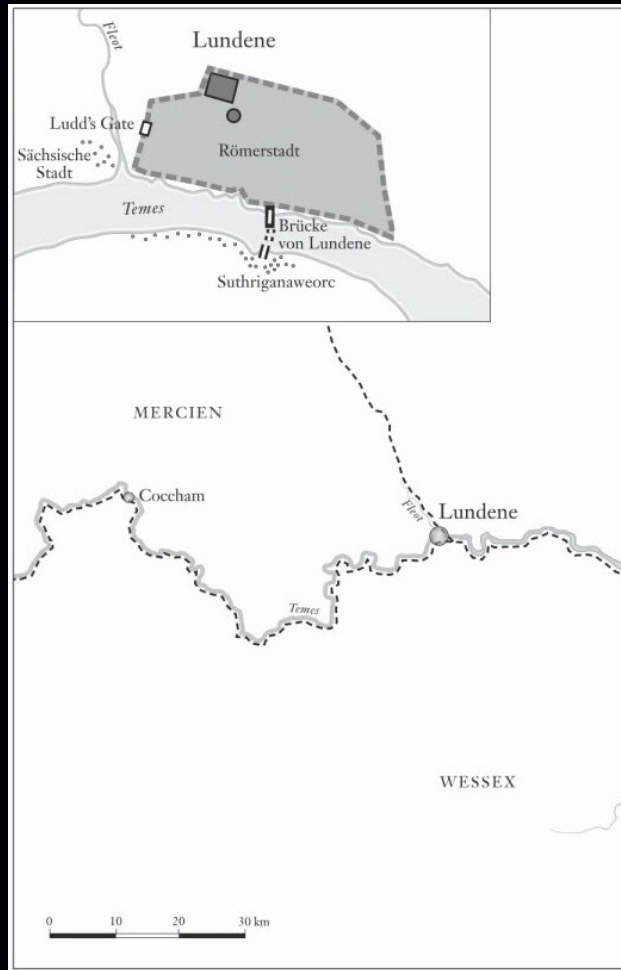 Fleot
Lundene
Ludd's Gate
Sächsische
Stadt
Römerstadt
Temes
Brücke
von Lundene
Suthriganaweorc
MERCIEN
Coccham
Fleot
Lundene
Temes
WESSEX
0 10 20 30 km